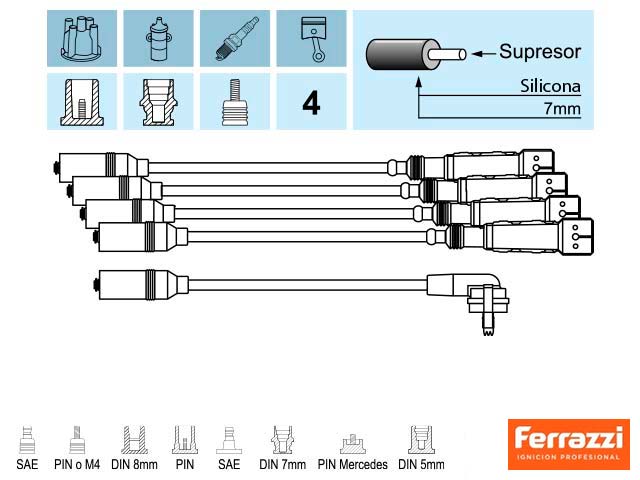 Supresor
Silicona
4
7mm
SAE PIN o M4 DIN 8mm PIN SAE DIN 7mm PIN Mercedes DIN 5mm
Ferrazzi
IGNICION PROFESIONAL